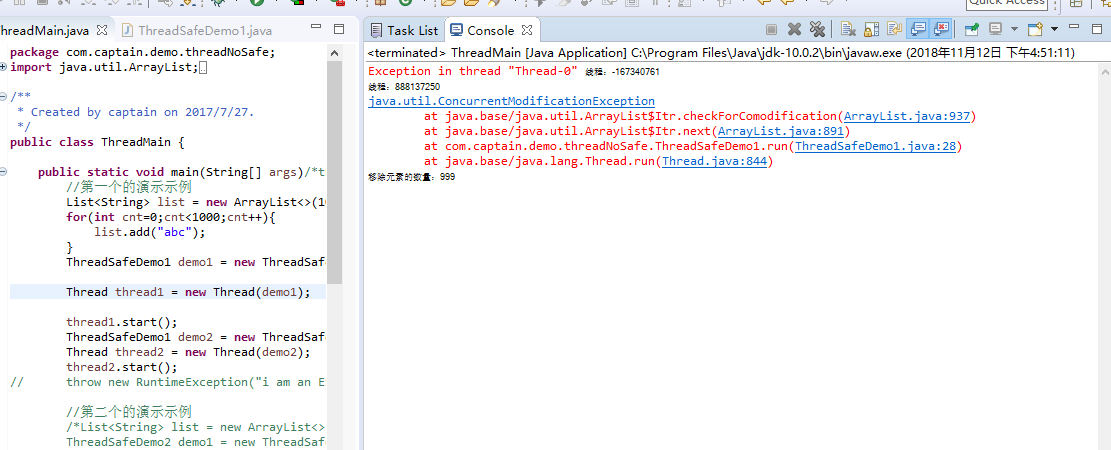 Quick Access
ThreadMain.java
ThreadSafeDemo1.java
package com.captain.demo.threadNoSafe;
import java.util.ArrayList;
/**
* Created by captain on 2017/7/27.
*/
public class ThreadMain {
public static void main(String[] args)/*t
//第一个的演示示例
List<String> list = new ArrayList<>(10
for(int cnt=0;cnt<1000;cnt++){
list.add("abc");
}
ThreadSafeDemo1 demo1 = new ThreadSaf
Thread thread1 = new Thread(demo1);
thread1.start();
ThreadSafeDemo1 demo2 = new ThreadSaf
Thread thread2 = new Thread(demo2);
thread2.start();
// throw new RuntimeException("i am an E
//第二个的演示示例
/*List<String> list = new ArrayList<>
ThreadSafeDemo2 demo1 = new ThreadSaf
Task List
Console
<terminated> ThreadMain [Java Application] C:\Program Files\Java\jdk-10.0.2\bin\javaw.exe (2018年11月12日 下午4:51:11)
Exception in thread "Thread-0" 线程：-167340761
线程：888137250
java.util.ConcurrentModificationException
at java.base/java.util.ArrayList$Itr.checkForComodification(ArrayList.java:937)
at java.base/java.util.ArrayList$Itr.next(ArrayList.java:891)
at com.captain.demo.threadNoSafe.ThreadSafeDemo1.run(ThreadSafeDemo1.java:28)
at java.base/java.lang.Thread.run(Thread.java:844)
移除元素的数量：999